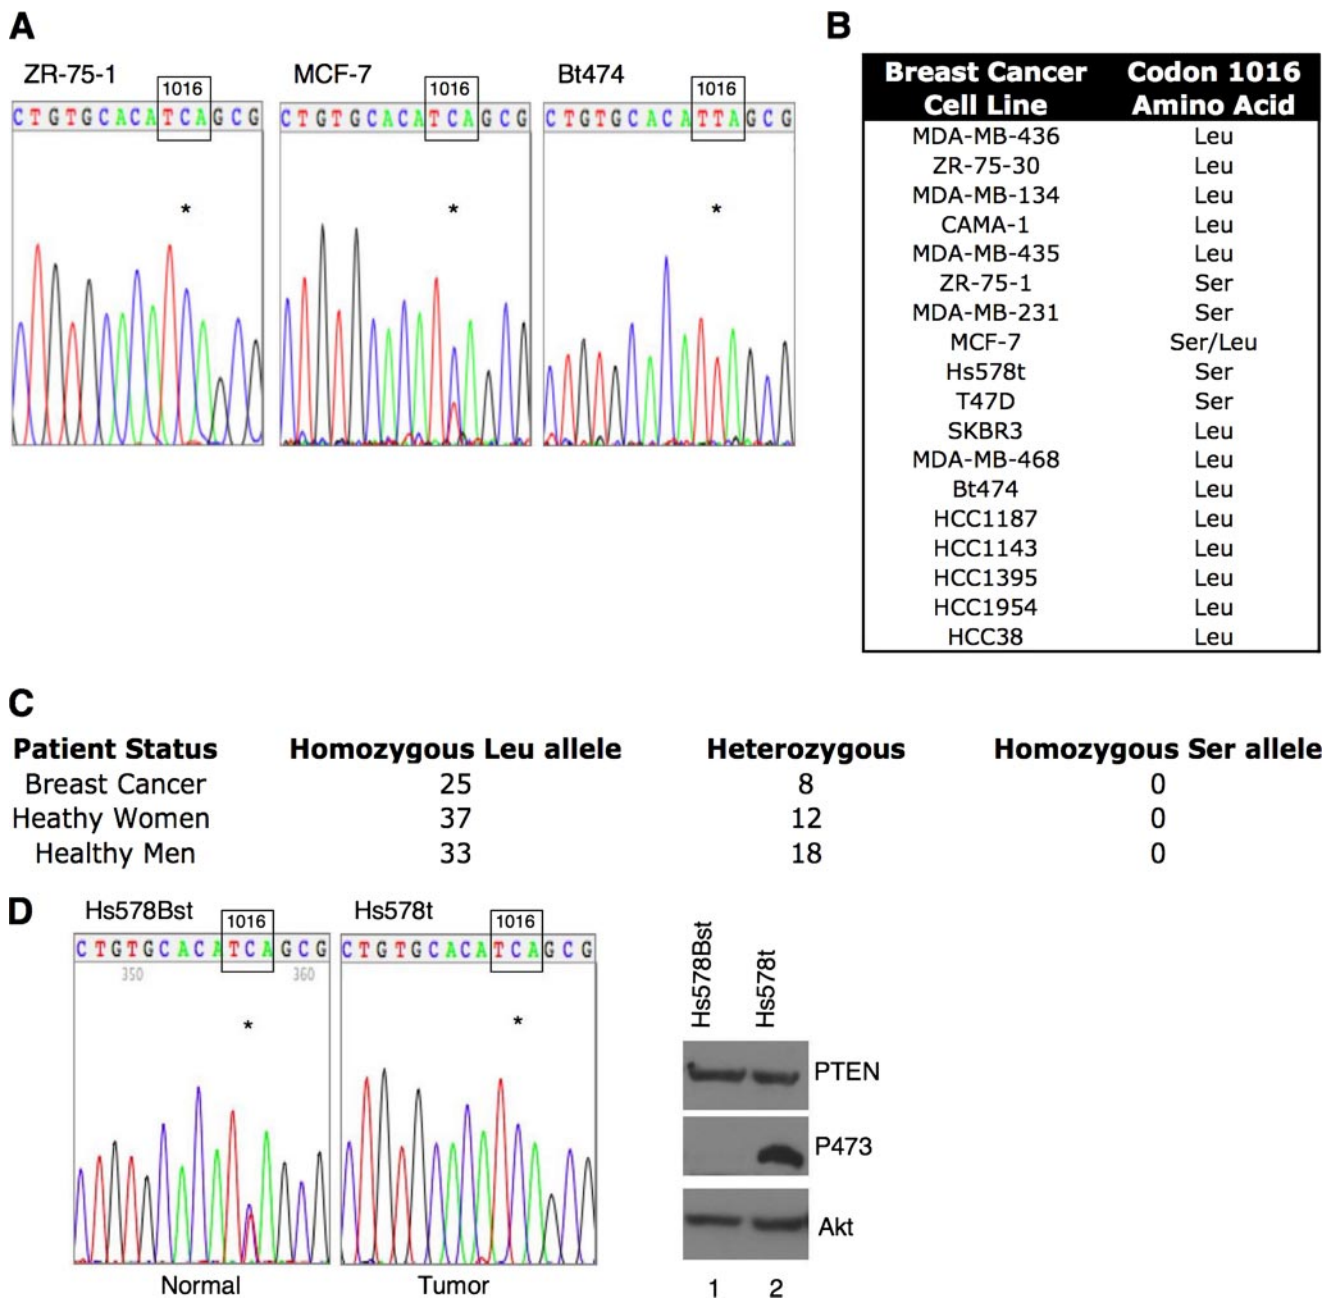 A
ZR-75-1
1016
C T G T G C A C A T C A G C G
*
MCF-7
1016
C T G T G C A C A T C A G C G
*
Bt474
1016
C T G T G C A C A T T A G C G
*
B
Breast Cancer Cell Line Codon 1016 Amino Acid
MDA-MB-436 Leu
ZR-75-30 Leu
MDA-MB-134 Leu
CAMA-1 Leu
MDA-MB-435 Leu
ZR-75-1 Ser
MDA-MB-231 Ser
MCF-7 Ser/Leu
Hs578t Ser
T47D Ser
SKBR3 Leu
MDA-MB-468 Leu
Bt474 Leu
HCC1187 Leu
HCC1143 Leu
HCC1395 Leu
HCC1954 Leu
HCC38 Leu
C
Patient Status Homozygous Leu allele Heterozygous Homozygous Ser allele
Breast Cancer 25 8 0
Heathy Women 37 12 0
Healthy Men 33 18 0
D
Hs578Bst
1016
C T G T G C A C A T C A G C G
350 360
*
Normal
Hs578t
1016
C T G T G C A C A T C A G C G
*
Tumor
Hs578Bst
Hs578t
PTEN
P473
Akt
1 2